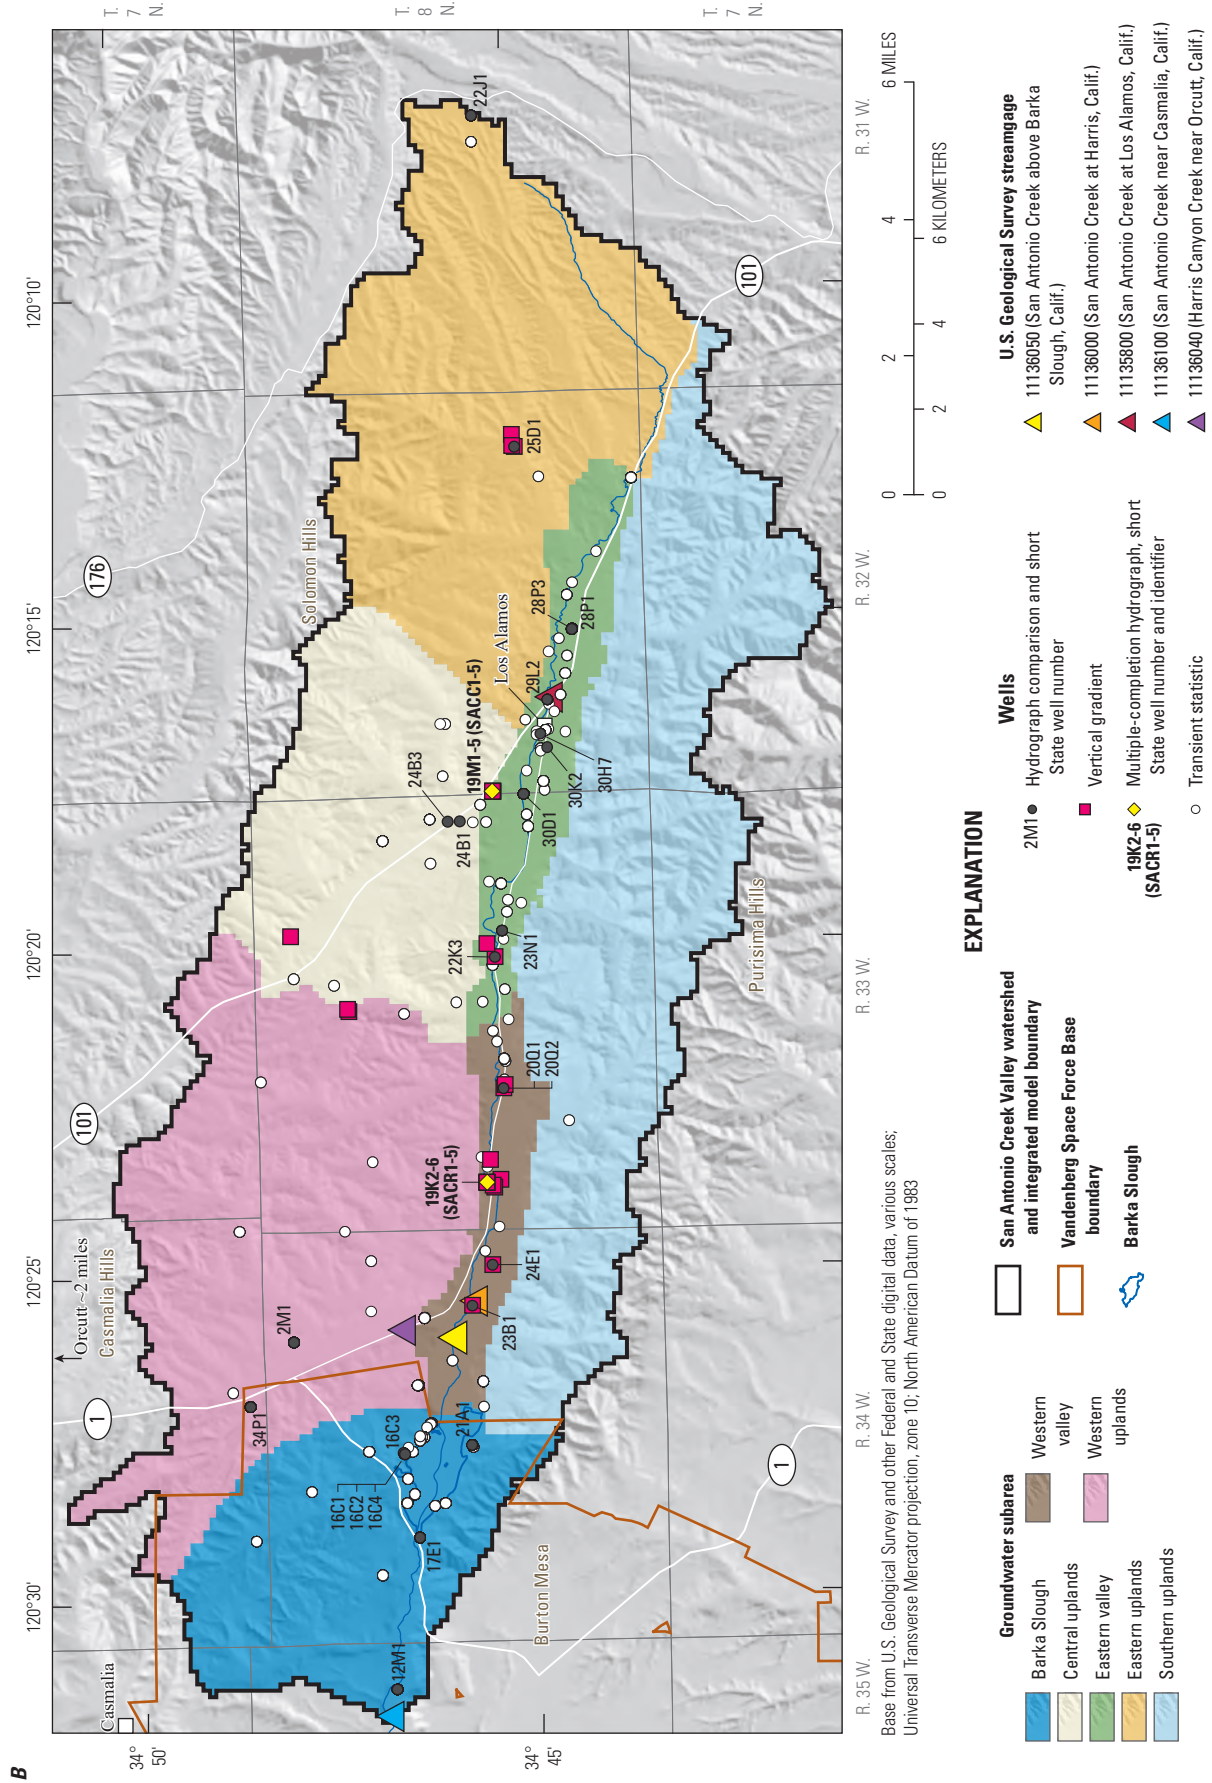 B
120°30'
120°25'
120°20'
120°15'
120°10'
34°
50'
34°
45'
T.
7
N.
T.
8
N.
T.
7
N.
Casmalia
Orcutt ~2 miles
Casmalia Hills
Solomon Hills
Purisima Hills
Burton Mesa
Los Alamos
1
101
176
101
1
12M1
17E1
16C1
16C2
16C4
16C3
21A1
34P1
2M1
23B1
24E1
19K2-6
(SACR1-5)
20Q1
20Q2
22K3
23N1
24B1
24B3
19M1-5 (SACC1-5)
30D1
30K2
30H7
29L2
28P3
28P1
25D1
22J1
R. 35 W.
R. 34 W.
R. 33 W.
R. 32 W.
R. 31 W.
Base from U.S. Geological Survey and other Federal and State digital data, various scales;
Universal Transverse Mercator projection, zone 10; North American Datum of 1983
0
2
4
6 MILES
0
2
4
6 KILOMETERS
EXPLANATION
Groundwater subarea
Barka Slough
Central uplands
Eastern valley
Eastern uplands
Southern uplands
Western
valley
Western
uplands
San Antonio Creek Valley watershed
and integrated model boundary
Vandenberg Space Force Base
boundary
Barka Slough
Wells
2M1
Hydrograph comparison and short
State well number
Vertical gradient
19K2-6
(SACR1-5)
Multiple-completion hydrograph, short
State well number and identifier
Transient statistic
U.S. Geological Survey streamgage
11136050 (San Antonio Creek above Barka
Slough, Calif.)
11136000 (San Antonio Creek at Harris, Calif.)
11135800 (San Antonio Creek at Los Alamos, Calif.)
11136100 (San Antonio Creek near Casmalia, Calif.)
11136040 (Harris Canyon Creek near Orcutt, Calif.)